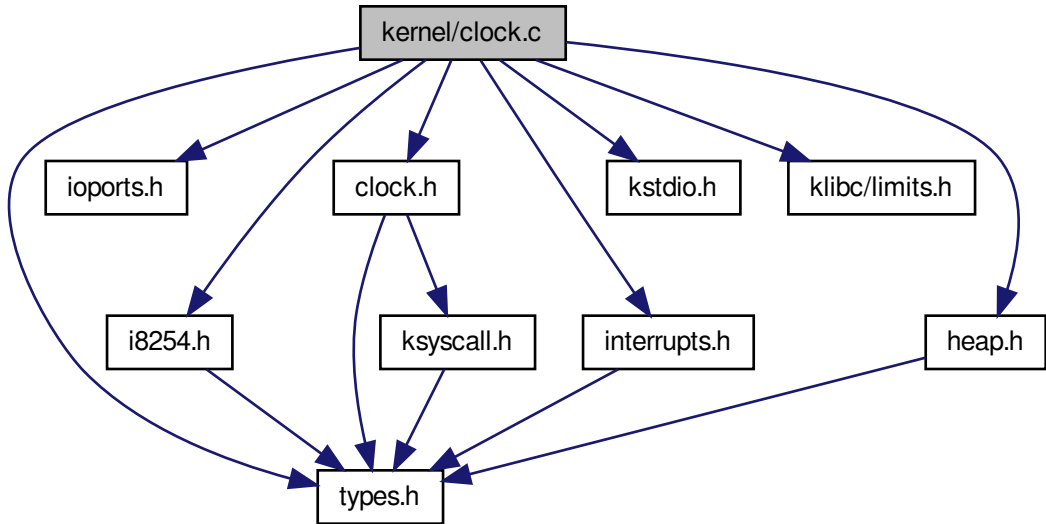 kernel/clock.c
ioports.h
clock.h
kstdio.h
klibc/limits.h
i8254.h
ksyscall.h
interrupts.h
heap.h
types.h